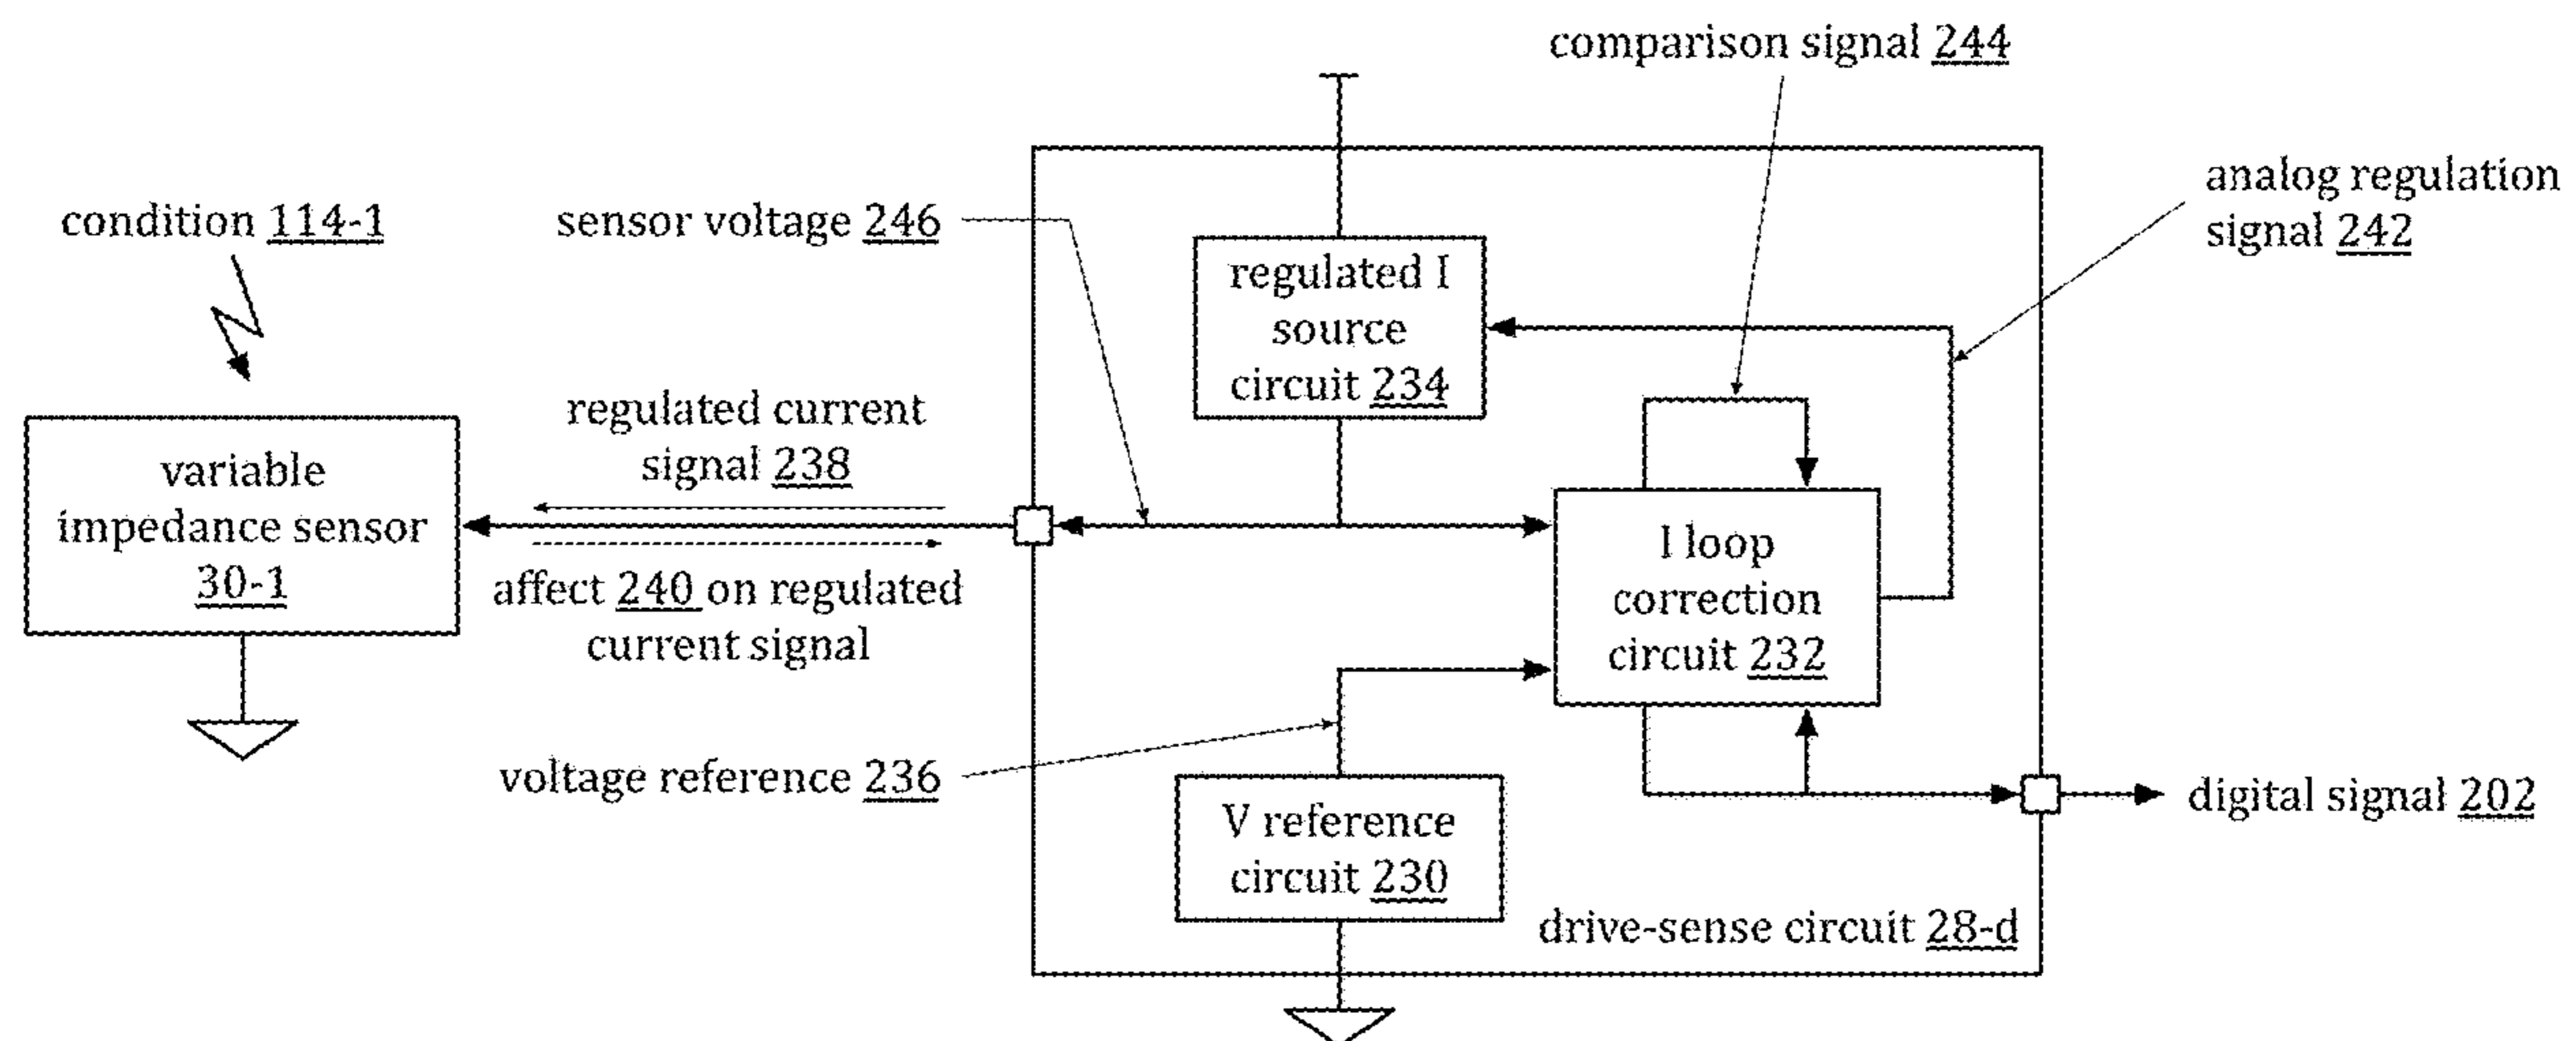 comparison signal 244
analog regulation
signal 242
condition 114-1
sensor voltage 246
regulated I
source
circuit 234
regulated current
signal 238
variable
impedance sensor
30-1
affect 240 on regulated
current signal
I loop
correction
circuit 232
voltage reference 236
V reference
circuit 230
digital signal 202
drive-sense circuit 28-d